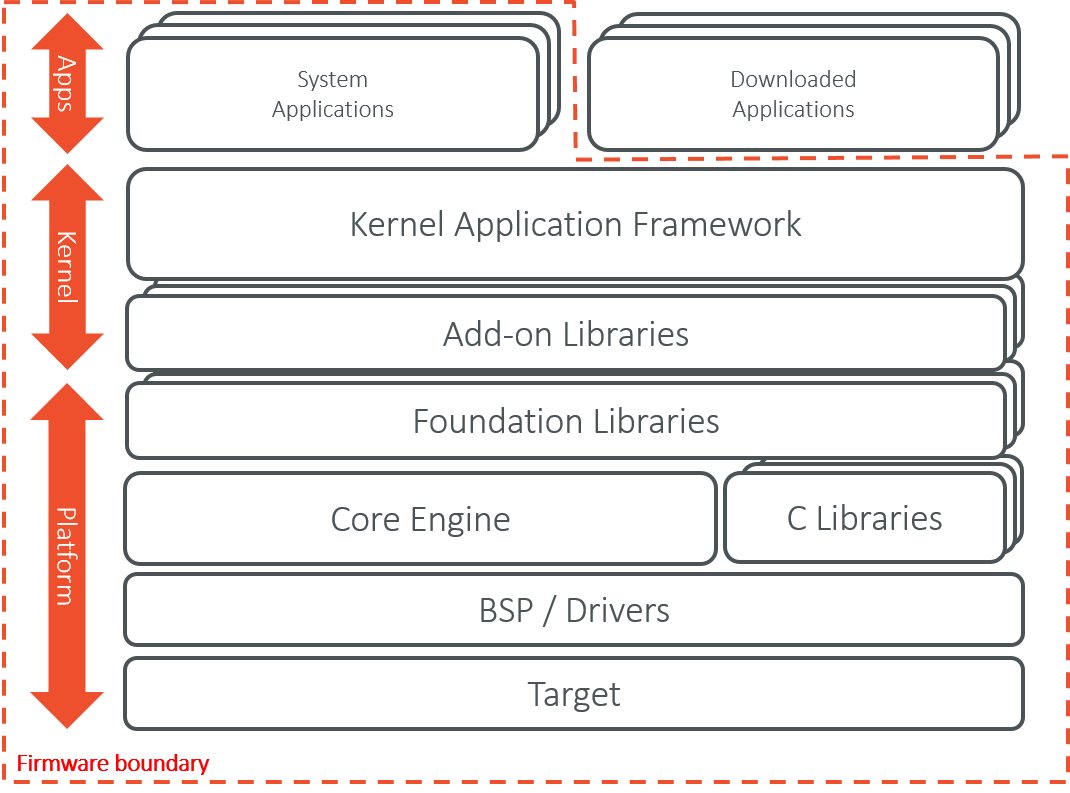 Apps
System
Applications
Downloaded
Applications
Kernel
Kernel Application Framework
Add-on Libraries
Platform
Foundation Libraries
Core Engine
C Libraries
BSP / Drivers
Target
Firmware boundary